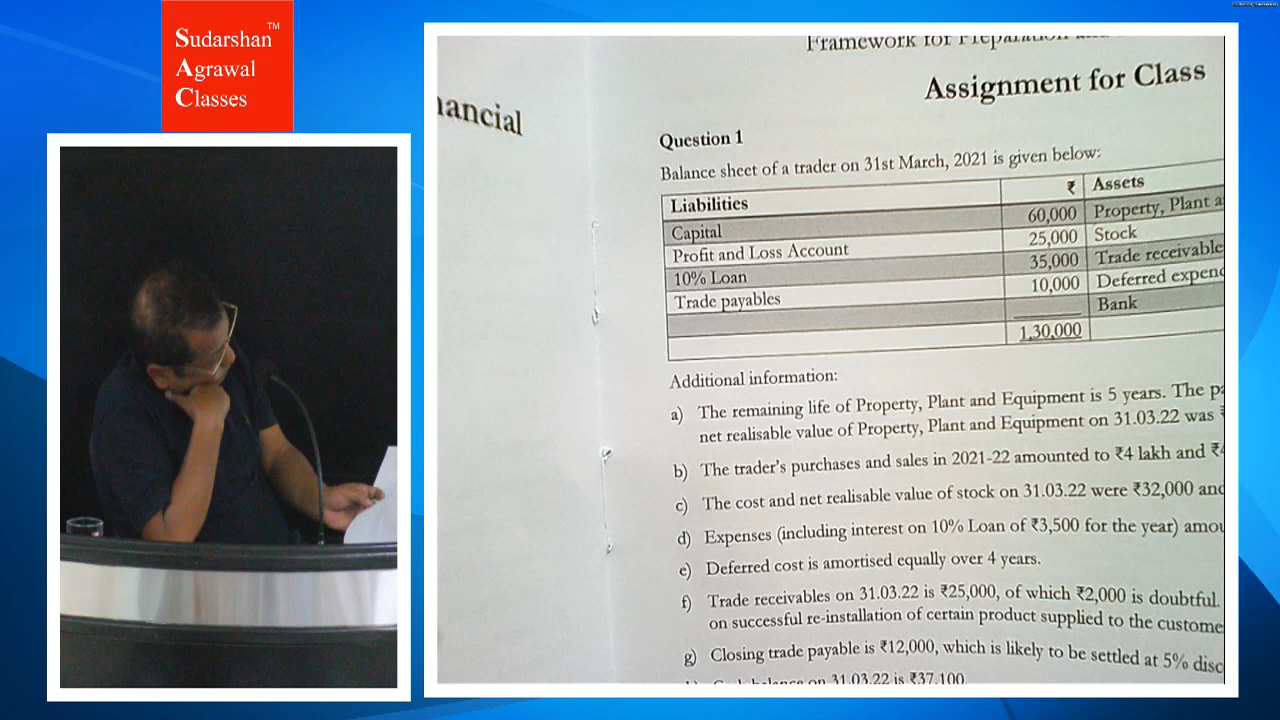 Sudarshan™
Agrawal
Classes
Framework for
Assignment for Class
Question 1
Balance sheet of a trader on 31st March, 2021 is given below:
Liabilities ₹ Assets
Capital 60,000 Property, Plant a
Profit and Loss Account 25,000 Stock
10% Loan 35,000 Trade receivable
Trade payables 10,000 Deferred expen
Bank
1,30,000
Additional information:
a) The remaining life of Property, Plant and Equipment is 5 years. The
net realisable value of Property, Plant and Equipment on 31.03.22 was
b) The trader's purchases and sales in 2021-22 amounted to ₹4 lakh and
c) The cost and net realisable value of stock on 31.03.22 were ₹32,000 and
d) Expenses (including interest on 10% Loan of ₹3,500 for the year) amou
e) Deferred cost is amortised equally over 4 years.
f) Trade receivables on 31.03.22 is ₹25,000, of which ₹2,000 is doubtful.
on successful re-installation of certain product supplied to the custome
g) Closing trade payable is ₹12,000, which is likely to be settled at 5% disc
on 31.03.22 is ₹37,100.